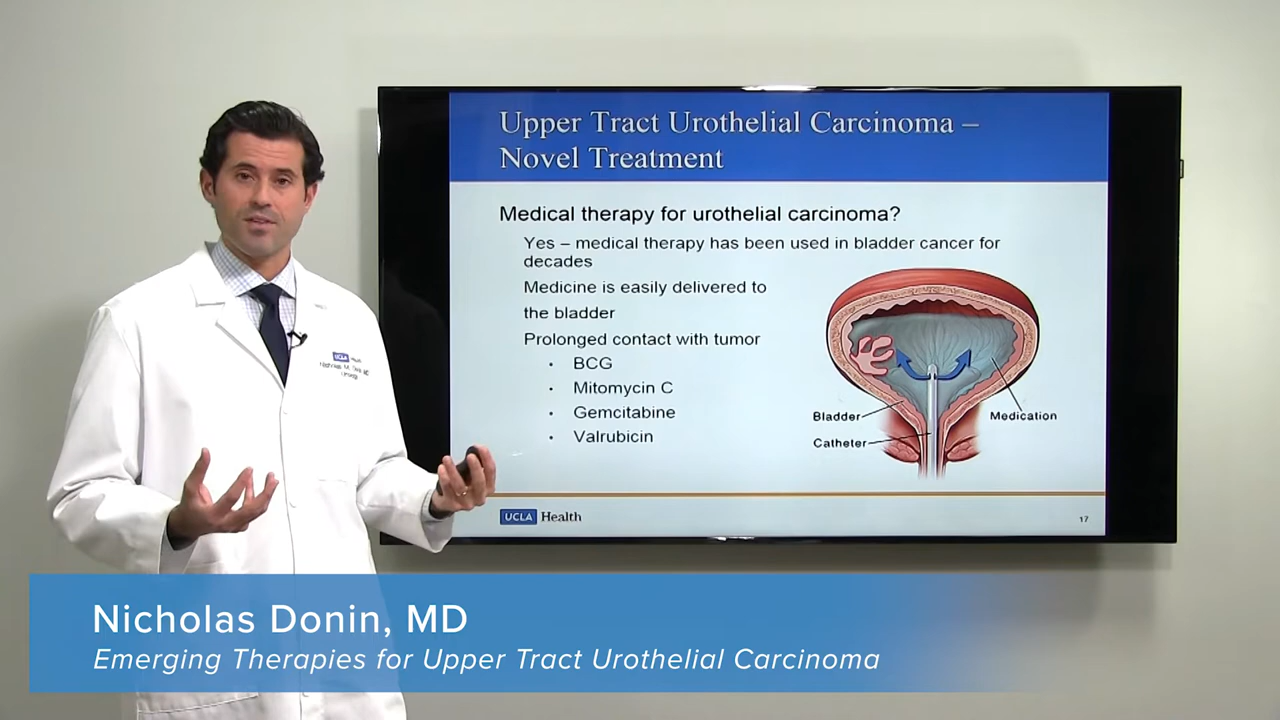 Upper Tract Urothelial Carcinoma –
Novel Treatment
Medical therapy for urothelial carcinoma?
Yes – medical therapy has been used in bladder cancer for
decades
Medicine is easily delivered to
the bladder
Prolonged contact with tumor
• BCG
• Mitomycin C
• Gemcitabine
• Valrubicin
Bladder
Medication
Catheter
UCLA Health
17
UCLA Health
Nicholas Donin, MD
Emerging Therapies for Upper Tract Urothelial Carcinoma